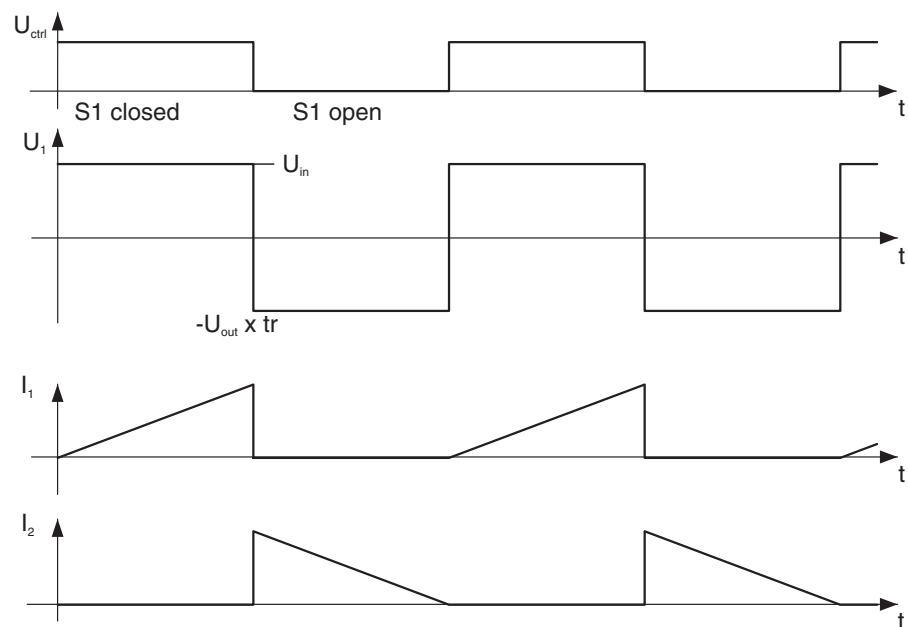 U_ctrl
t
S1 closed S1 open
U_1
U_in
t
-U_out x tr
I_1
t
I_2
t